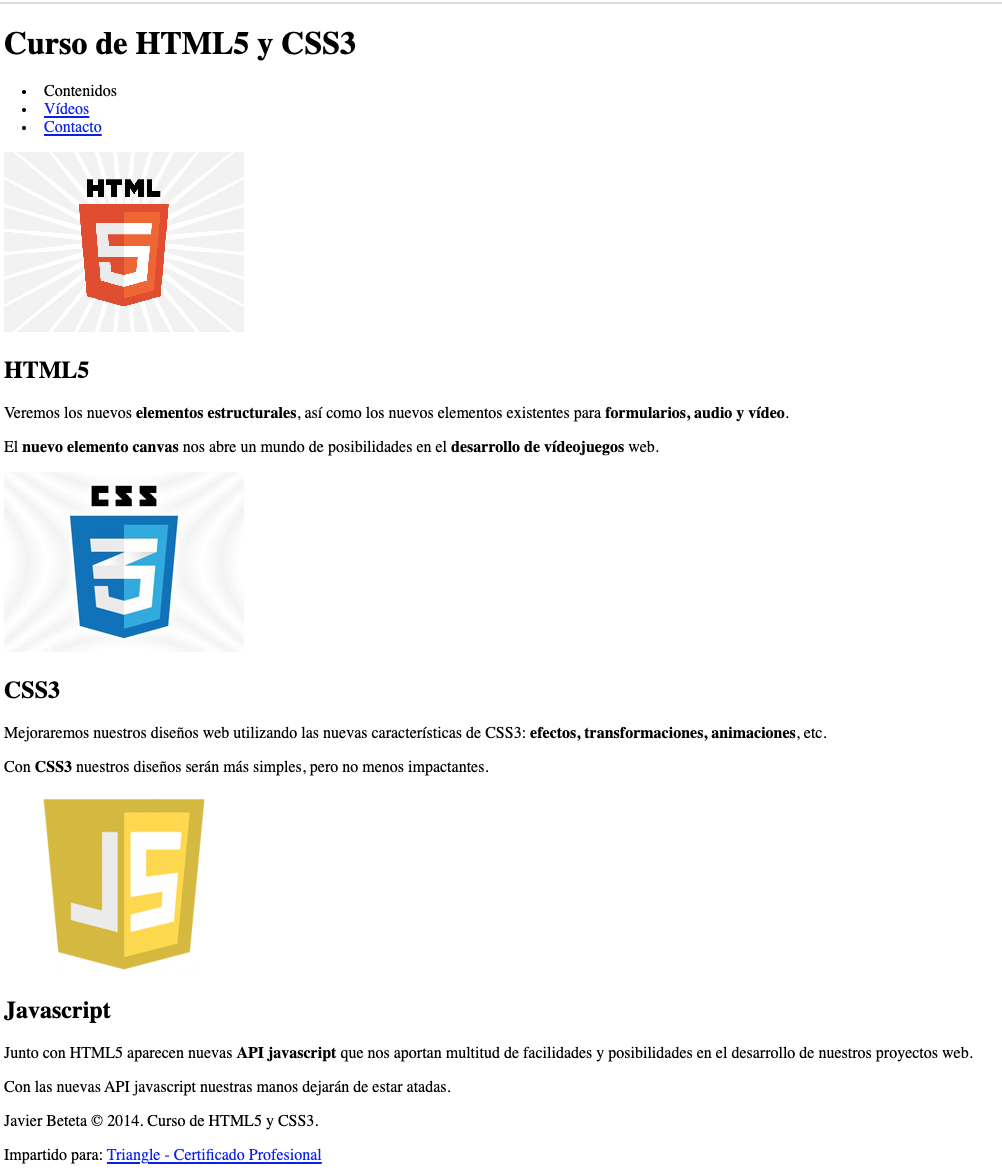 Curso de HTML5 y CSS3
Contenidos
Vídeos
Contacto
HTML
5
HTML5
Veremos los nuevos elementos estructurales, así como los nuevos elementos existentes para formularios, audio y vídeo.
El nuevo elemento canvas nos abre un mundo de posibilidades en el desarrollo de vídeojuegos web.
CSS
3
CSS3
Mejoraremos nuestros diseños web utilizando las nuevas características de CSS3: efectos, transformaciones, animaciones, etc.
Con CSS3 nuestros diseños serán más simples, pero no menos impactantes.
JS
Javascript
Junto con HTML5 aparecen nuevas API javascript que nos aportan multitud de facilidades y posibilidades en el desarrollo de nuestros proyectos web.
Con las nuevas API javascript nuestras manos dejarán de estar atadas.
Javier Beteta © 2014. Curso de HTML5 y CSS3.
Impartido para: Triangle - Certificado Profesional